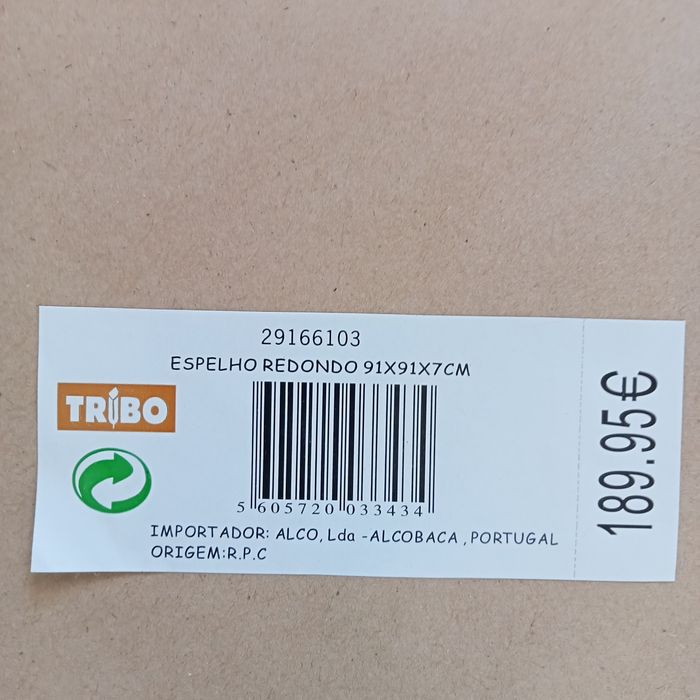 29166103
ESPELHO REDONDO 91X91X7CM
TRIBO
5 605720 033434
IMPORTADOR: ALCO, Lda -ALCOBACA , PORTUGAL
ORIGEM:R.P.C
189.95€